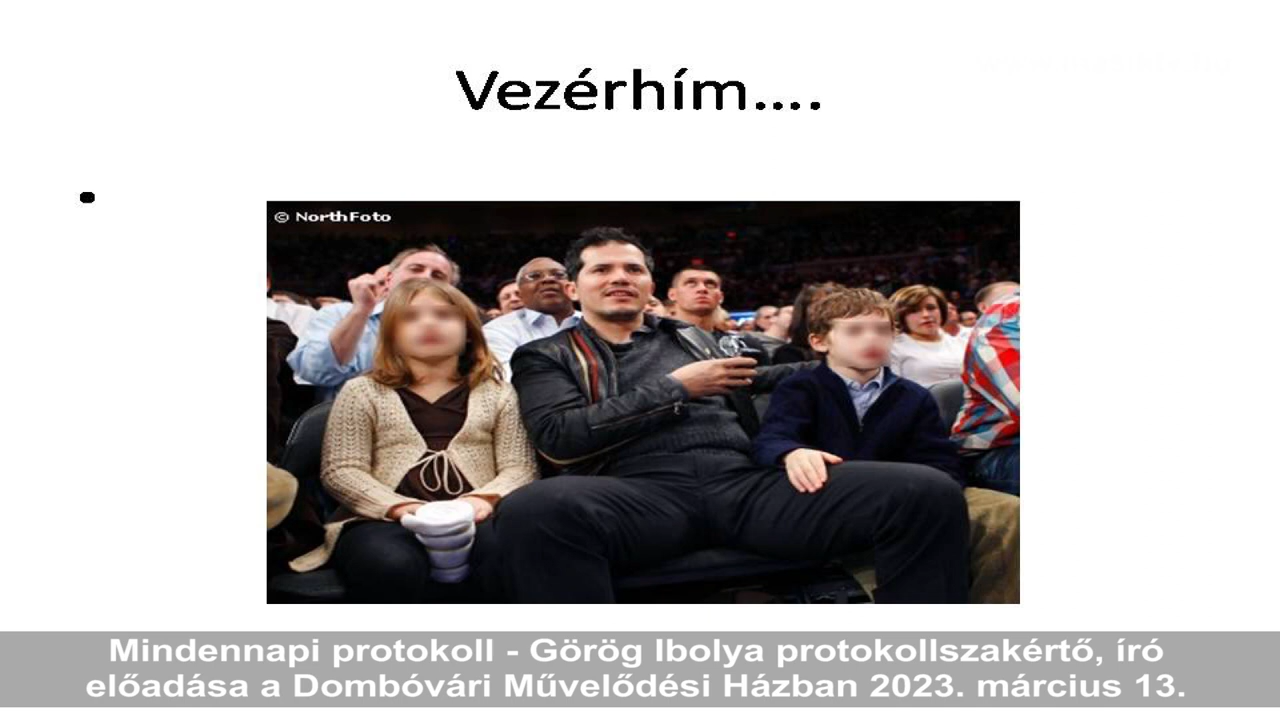 Vezérhím....
•
© NorthFoto
Mindennapi protokoll - Görög Ibolya protokollszakértő, író
előadása a Dombóvári Művelődési Házban 2023. március 13.